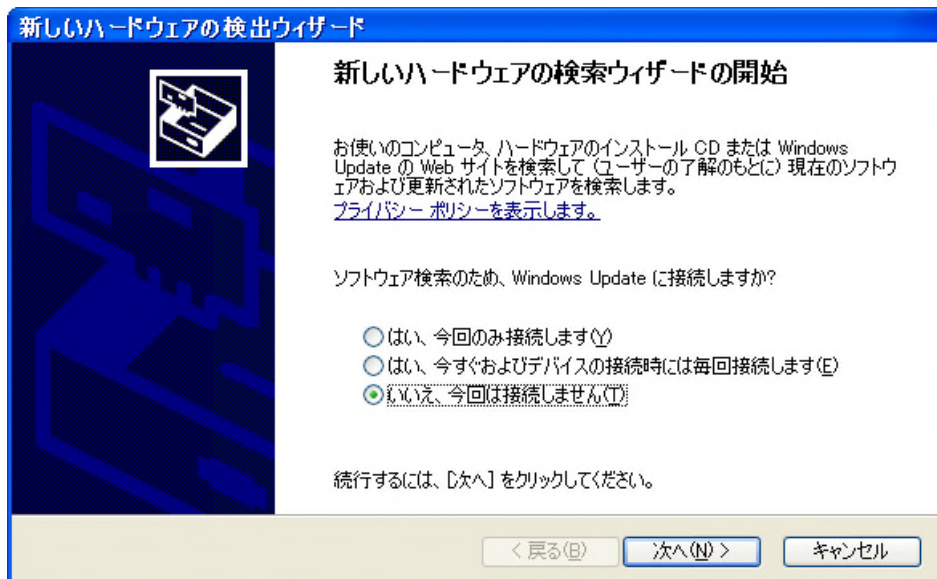 新しいハードウェアの検出ウィザード
新しいハードウェアの検索ウィザードの開始
お使いのコンピュータ、ハードウェアのインストール CD または Windows
Update の Web サイトを検索して (ユーザーの了解のもとに) 現在のソフトウ
ェアおよび更新されたソフトウェアを検索します。
プライバシー ポリシーを表示します。
ソフトウェア検索のため、Windows Update に接続しますか?
はい、今回のみ接続します(Y)
はい、今すぐおよびデバイスの接続時には毎回接続します(E)
いいえ、今回は接続しません(T)
続行するには、[次へ] をクリックしてください。
< 戻る(B)
次へ(N) >
キャンセル